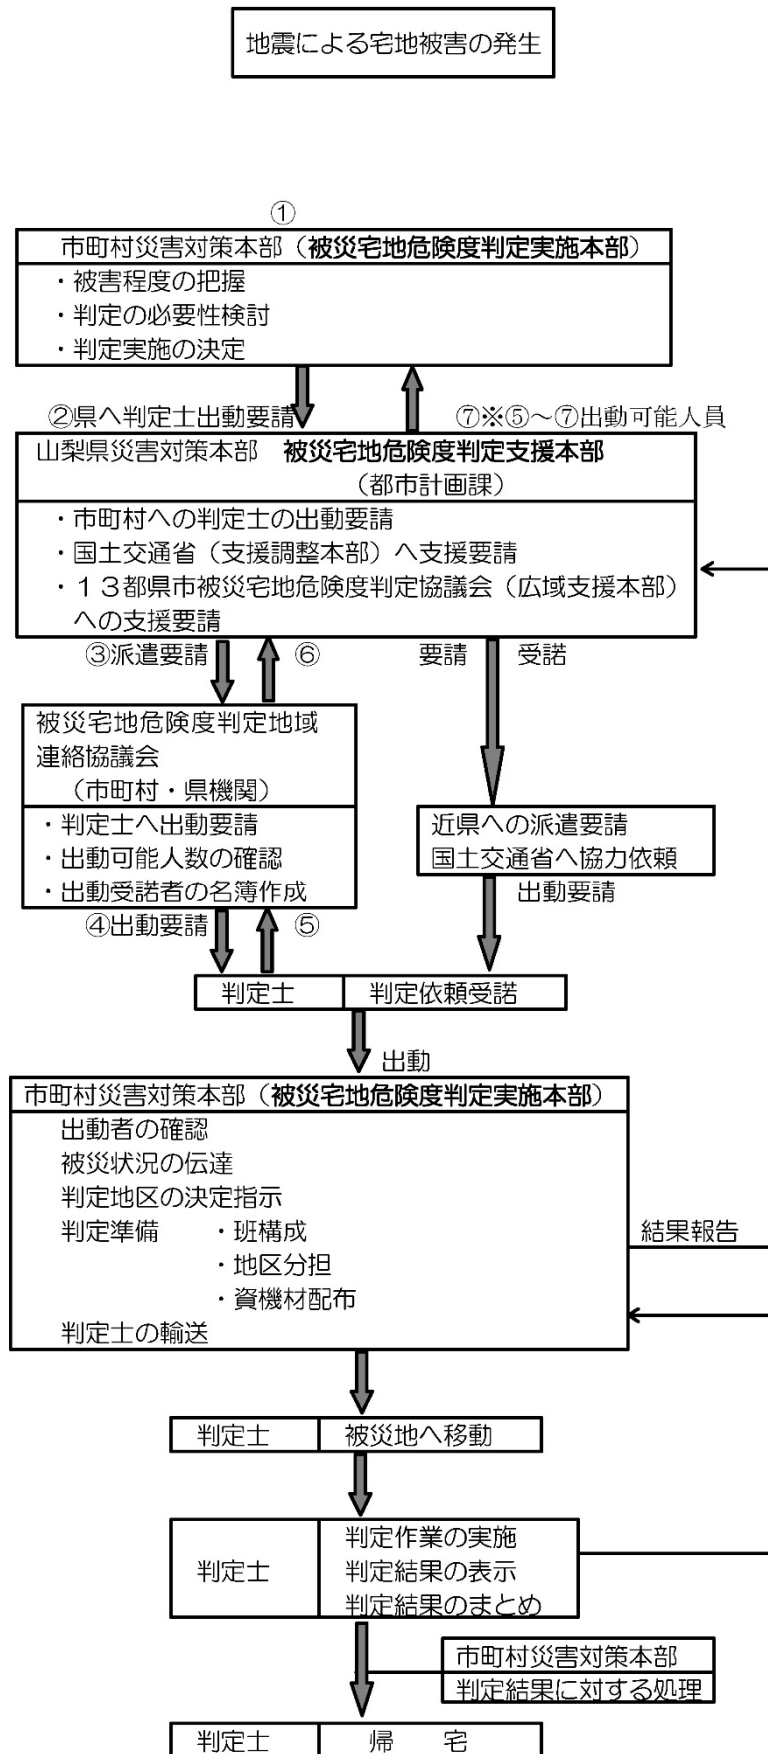 地震による宅地被害の発生
①
市町村災害対策本部（被災宅地危険度判定実施本部）
・被害程度の把握
・判定の必要性検討
・判定実施の決定
②県へ判定士出動要請
⑦※⑤～⑦出動可能人員
山梨県災害対策本部　被災宅地危険度判定支援本部
（都市計画課）
・市町村への判定士の出動要請
・国土交通省（支援調整本部）へ支援要請
・１３都県市被災宅地危険度判定協議会（広域支援本部）
への支援要請
③派遣要請
⑥
要請　受諾
被災宅地危険度判定地域
連絡協議会
（市町村・県機関）
・判定士へ出動要請
・出動可能人数の確認
・出動受諾者の名簿作成
近県への派遣要請
国土交通省へ協力依頼
④出動要請
⑤
出動要請
判定士　判定依頼受諾
出動
市町村災害対策本部（被災宅地危険度判定実施本部）
出動者の確認
被災状況の伝達
判定地区の決定指示
判定準備　・班構成
・地区分担
・資機材配布
判定士の輸送
結果報告
判定士　被災地へ移動
判定士
判定作業の実施
判定結果の表示
判定結果のまとめ
市町村災害対策本部
判定結果に対する処理
判定士　帰　宅